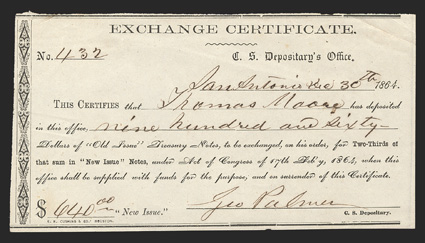 EXCHANGE CERTIFICATE.
No. 432 C. S. Depositary's Office,
San Antonio Dec 30th 1864.
THIS CERTIFIES that Thomas Moore has deposited
in this office, nine hundred and sixty
Dollars of "Old Issue" Treasury Notes, to be exchanged, on his order, for Two-Thirds of
that sum in "New Issue" Notes, under Act of Congress of 17th Feb'y, 1864, when this
office shall be supplied with funds for the purpose, and on surrender of this Certificate.
$ 640 00 "New Issue." Geo Palmer
C. S. Depositary.